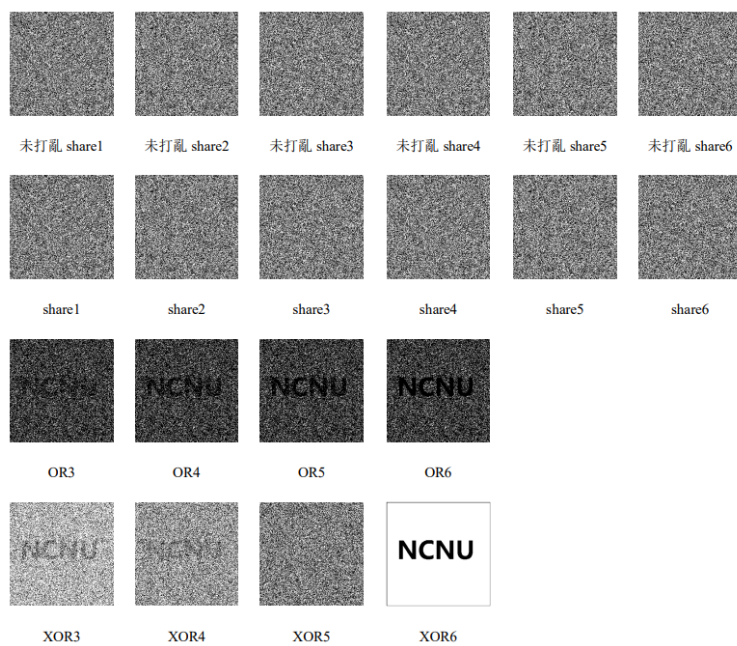 未打亂 share1 未打亂 share2 未打亂 share3 未打亂 share4 未打亂 share5 未打亂 share6
share1 share2 share3 share4 share5 share6
NCNU NCNU NCNU NCNU
OR3 OR4 OR5 OR6
NCNU NCNU NCNU
XOR3 XOR4 XOR5 XOR6